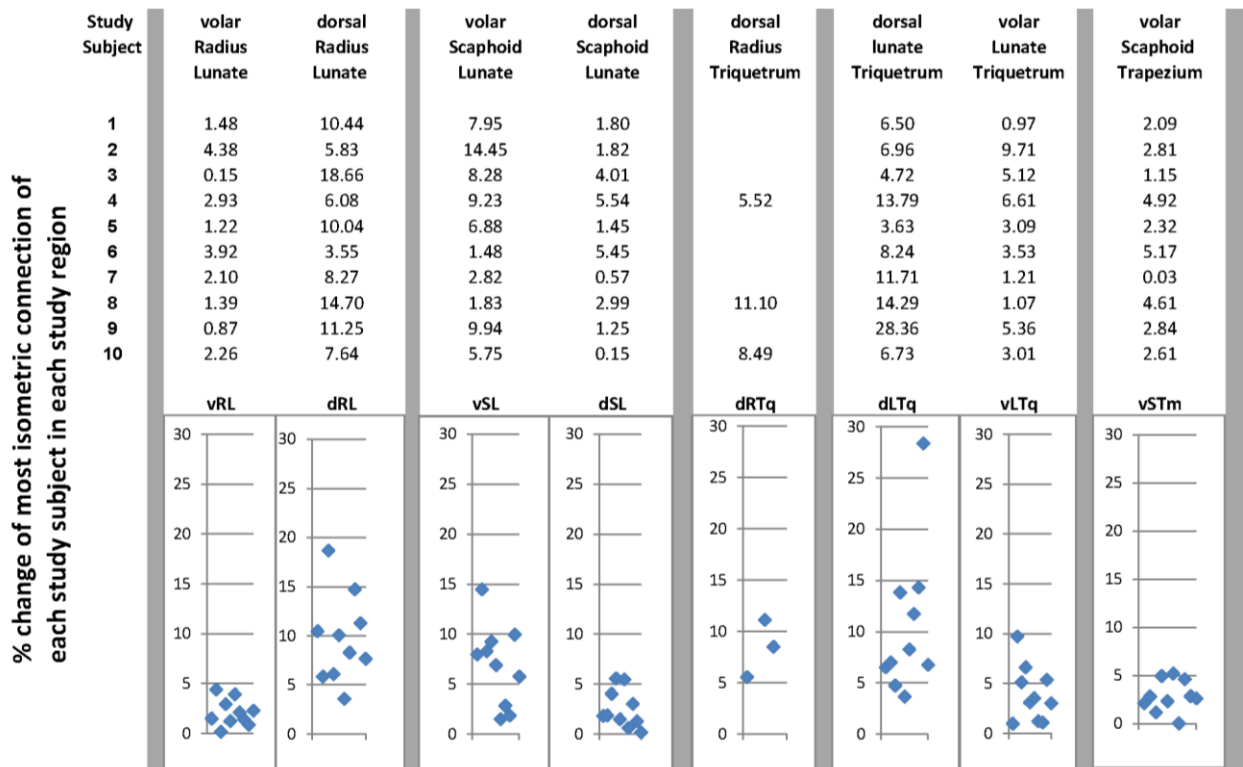 % change of most isometric connection of
each study subject in each study region
Study Subject
volar Radius Lunate
dorsal Radius Lunate
volar Scaphoid Lunate
dorsal Scaphoid Lunate
dorsal Radius Triquetrum
dorsal lunate Triquetrum
volar Lunate Triquetrum
volar Scaphoid Trapezium
1 1.48 10.44 7.95 1.80 6.50 0.97 2.09
2 4.38 5.83 14.45 1.82 6.96 9.71 2.81
3 0.15 18.66 8.28 4.01 4.72 5.12 1.15
4 2.93 6.08 9.23 5.54 5.52 13.79 6.61 4.92
5 1.22 10.04 6.88 1.45 3.63 3.09 2.32
6 3.92 3.55 1.48 5.45 8.24 3.53 5.17
7 2.10 8.27 2.82 0.57 11.71 1.21 0.03
8 1.39 14.70 1.83 2.99 11.10 14.29 1.07 4.61
9 0.87 11.25 9.94 1.25 28.36 5.36 2.84
10 2.26 7.64 5.75 0.15 8.49 6.73 3.01 2.61
vRL dRL vSL dSL dRTq dLTq vLTq vSTm
30 30 30 30 30 30 30 30
25 25 25 25 25 25 25 25
20 20 20 20 20 20 20 20
15 15 15 15 15 15 15 15
10 10 10 10 10 10 10 10
5 5 5 5 5 5 5 5
0 0 0 0 0 0 0 0